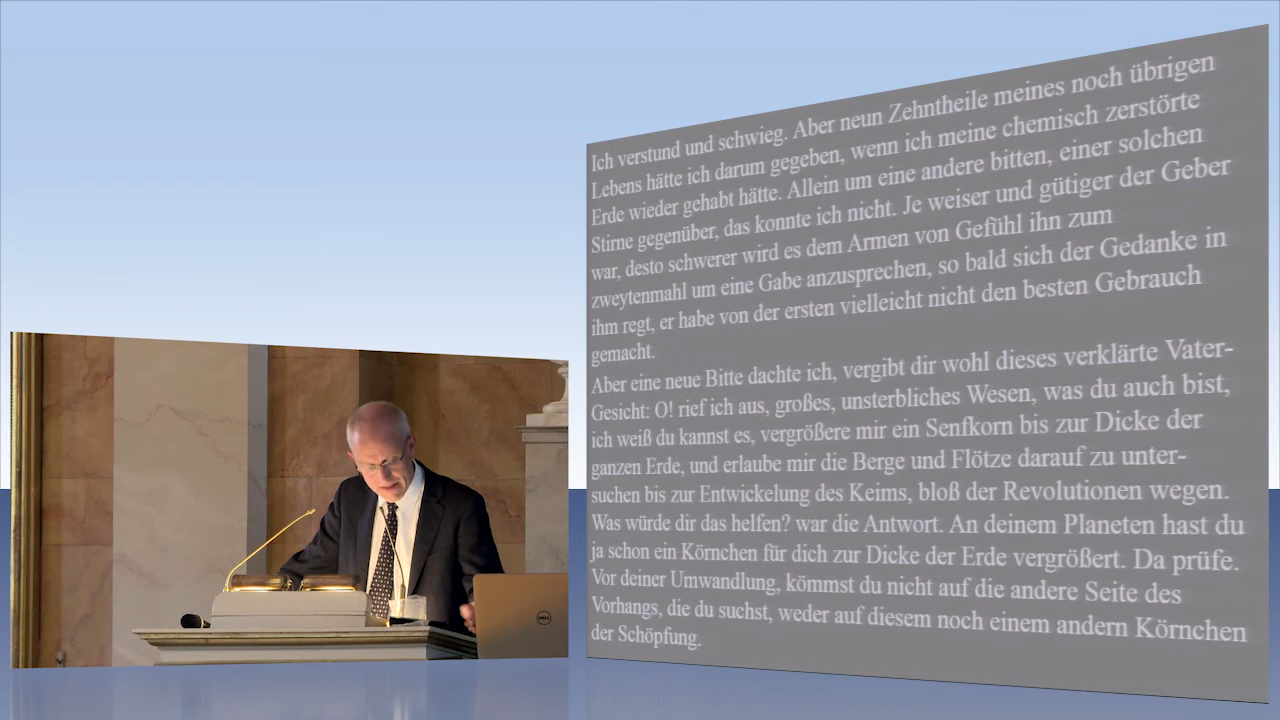 Ich verstund und schwieg. Aber neun Zehntheile meines noch übrigen
Lebens hätte ich darum gegeben, wenn ich meine chemisch zerstörte
Erde wieder gehabt hätte. Allein um eine andere bitten, einer solchen
Stirne gegenüber, das konnte ich nicht. Je weiser und gütiger der Geber
war, desto schwerer wird es dem Armen von Gefühl ihn zum
zweytenmahl um eine Gabe anzusprechen, so bald sich der Gedanke in
ihm regt, er habe von der ersten vielleicht nicht den besten Gebrauch
gemacht.
Aber eine neue Bitte dachte ich, vergibt dir wohl dieses verklärte Vater-
Gesicht: O! rief ich aus, großes, unsterbliches Wesen, was du auch bist,
ich weiß du kannst es, vergrößere mir ein Senfkorn bis zur Dicke der
ganzen Erde, und erlaube mir die Berge und Flötze darauf zu unter-
suchen bis zur Entwickelung des Keims, bloß der Revolutionen wegen.
Was würde dir das helfen? war die Antwort. An deinem Planeten hast du
ja schon ein Körnchen für dich zur Dicke der Erde vergrößert. Da prüfe.
Vor deiner Umwandlung, kömmst du nicht auf die andere Seite des
Vorhangs, die du suchst, weder auf diesem noch einem andern Körnchen
der Schöpfung.
DELL